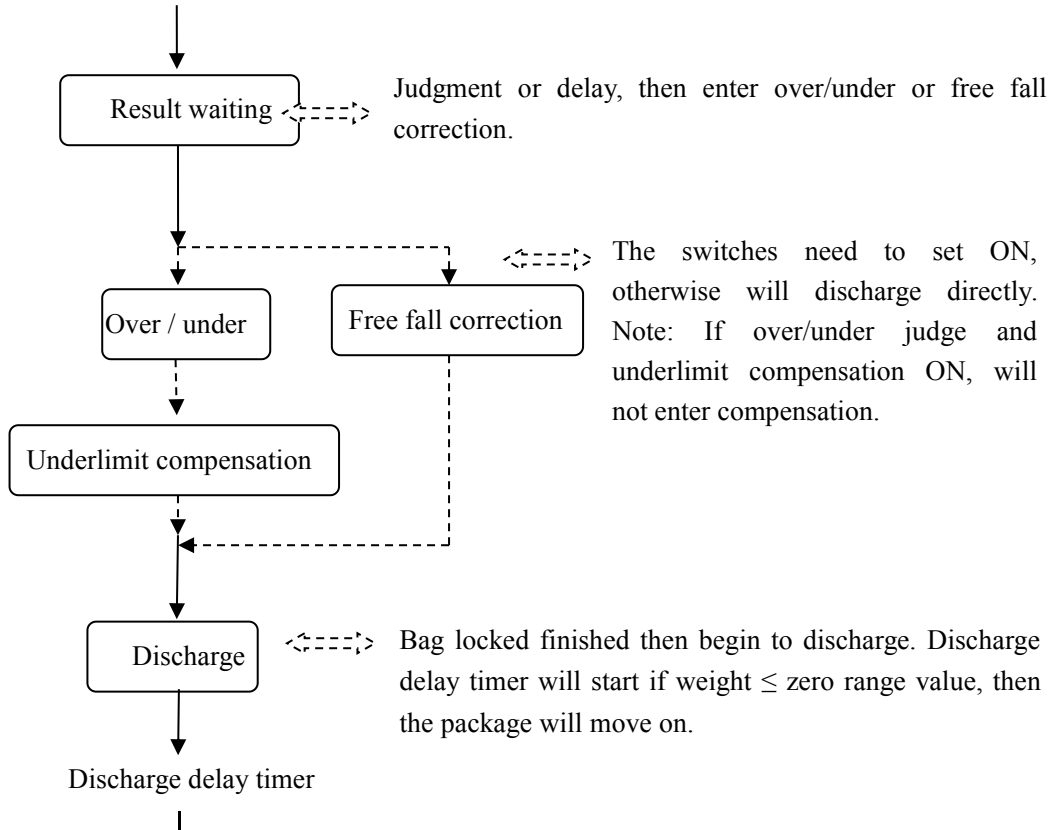 Result waiting
Judgment or delay, then enter over/under or free fall
correction.
The switches need to set ON,
otherwise will discharge directly.
Note: If over/under judge and
underlimit compensation ON, will
not enter compensation.
Over / under
Free fall correction
Underlimit compensation
Discharge
Bag locked finished then begin to discharge. Discharge
delay timer will start if weight ≤ zero range value, then
the package will move on.
Discharge delay timer